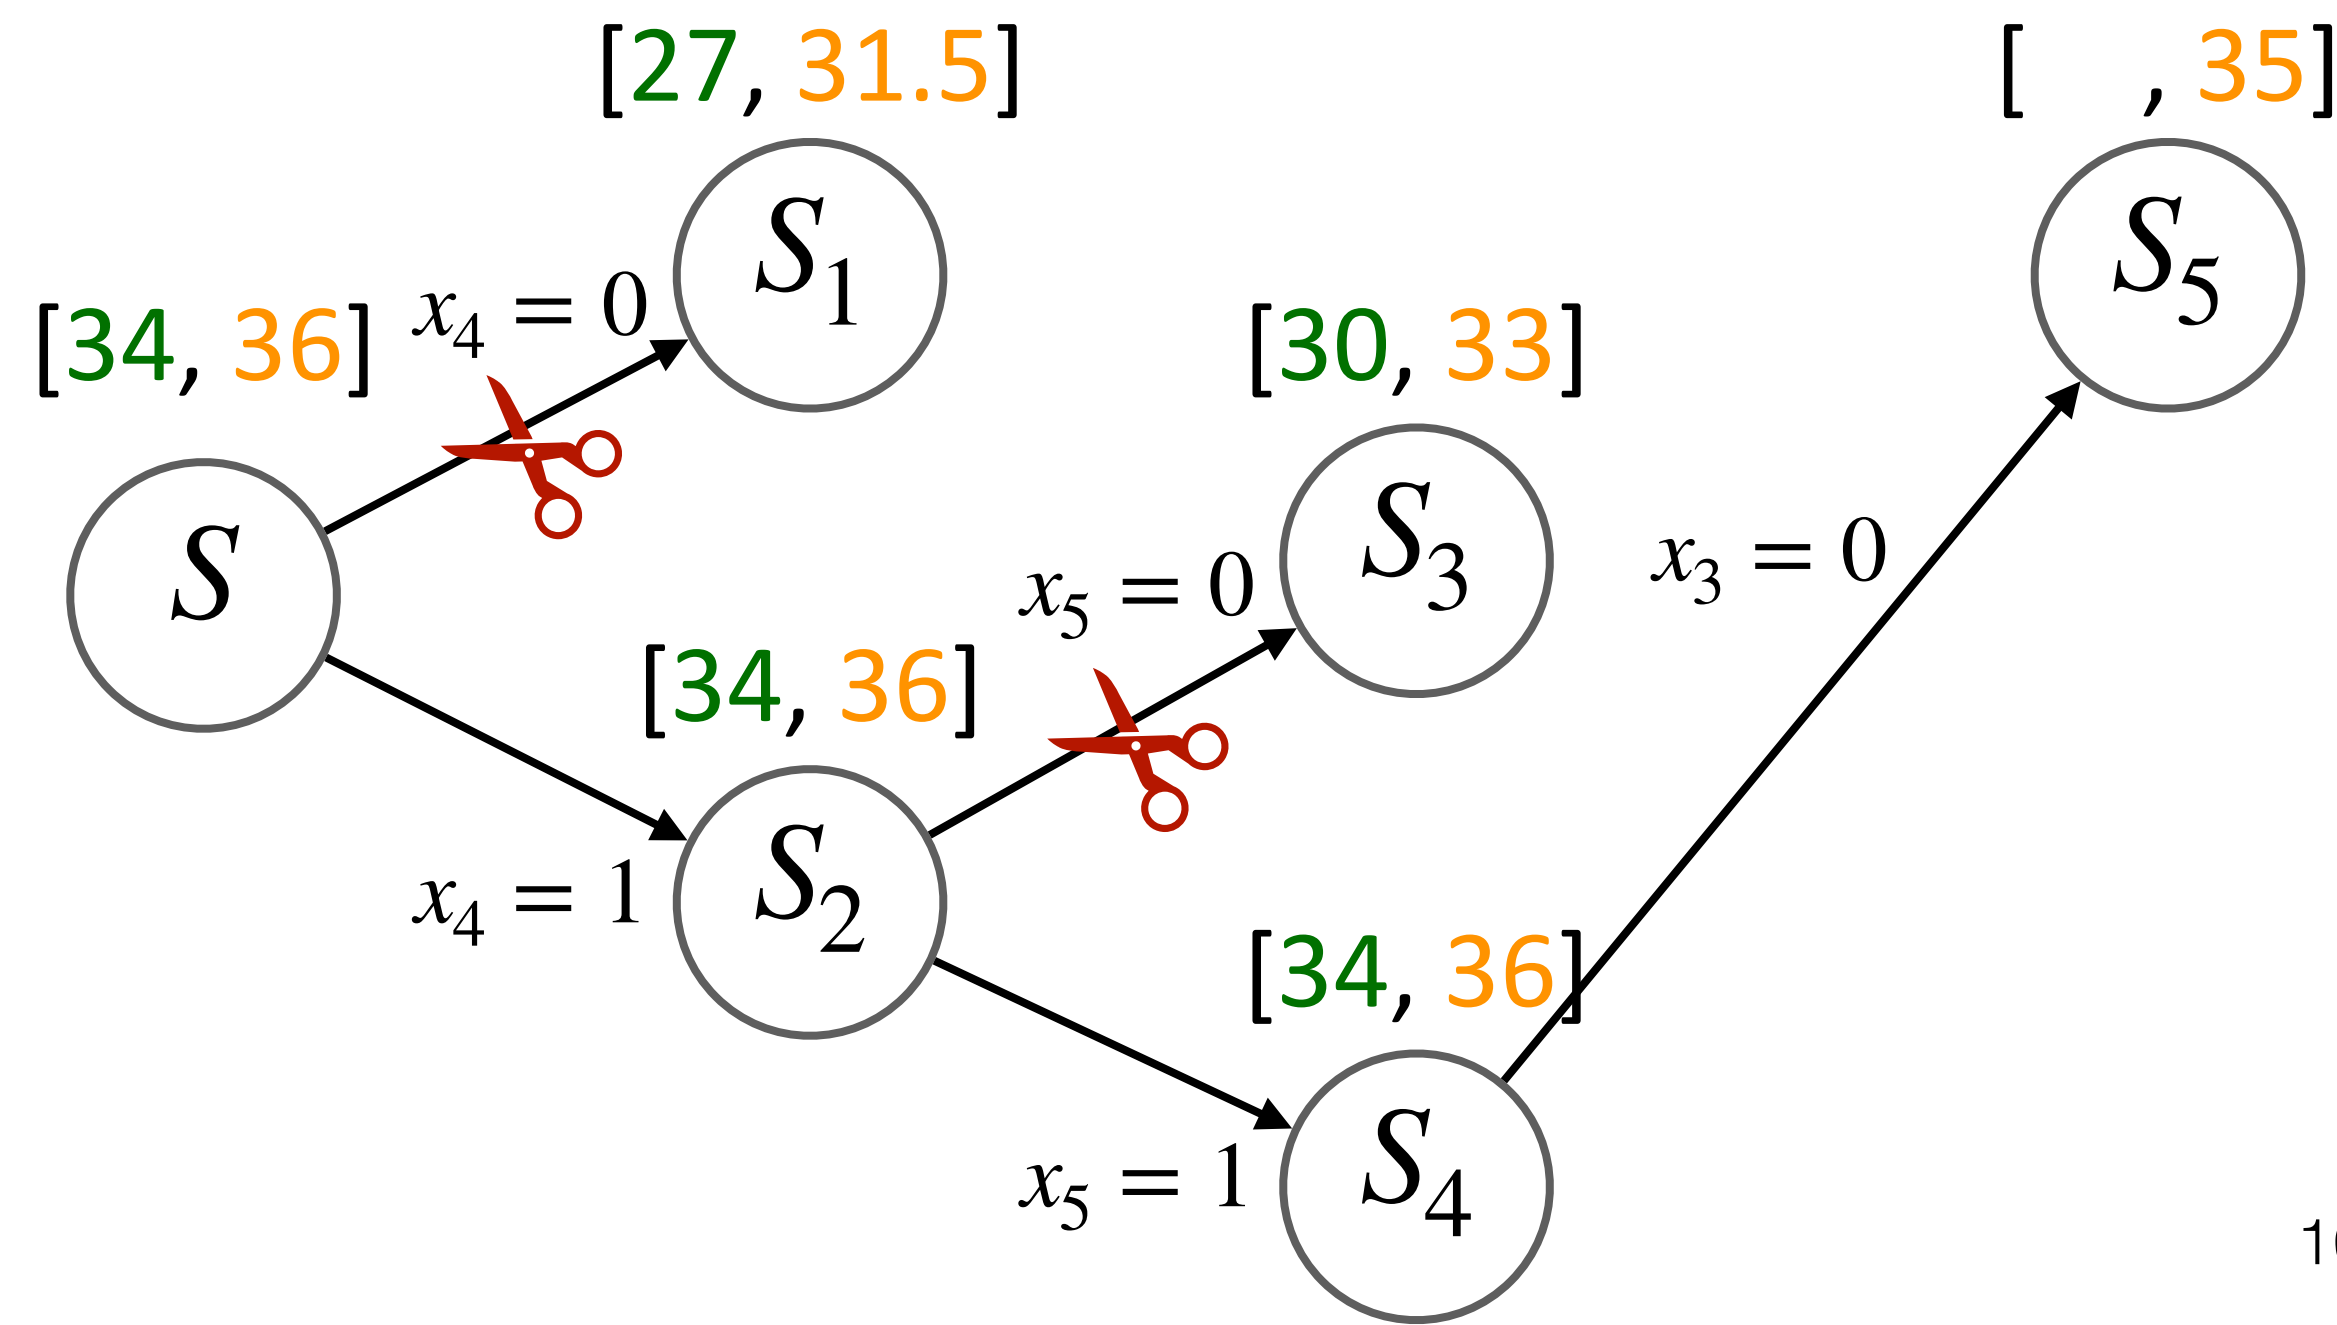 [27, 31.5]
[ , 35]
S₁
S₅
x₄ = 0
[34, 36]
[30, 33]
S
S₃
x₃ = 0
x₅ = 0
[34, 36]
x₄ = 1
S₂
[34, 36]
x₅ = 1
S₄